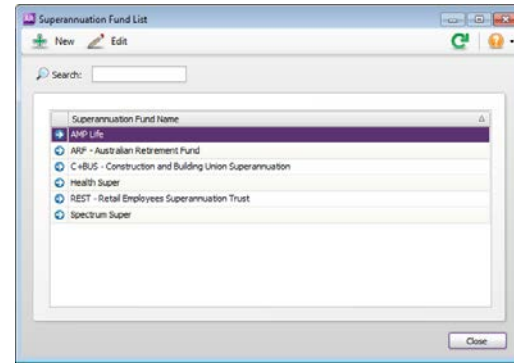 Superannuation Fund List
New Edit
Search:
Superannuation Fund Name
AMP Life
ARF - Australian Retirement Fund
C+BUS - Construction and Building Union Superannuation
Health Super
REST - Retail Employees Superannuation Trust
Spectrum Super
Close